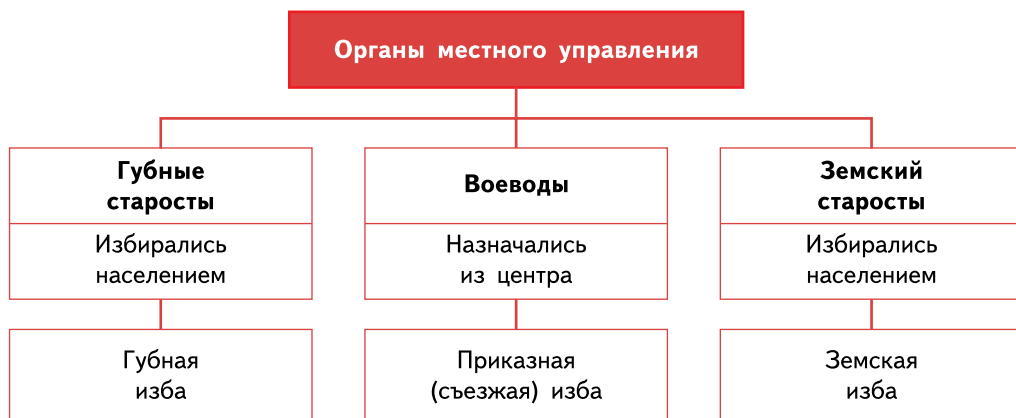 Органы местного управления
Губные
старосты
Избирались
населением
Губная
изба
Воеводы
Назначались
из центра
Приказная
(съезжая) изба
Земский
старосты
Избирались
населением
Земская
изба